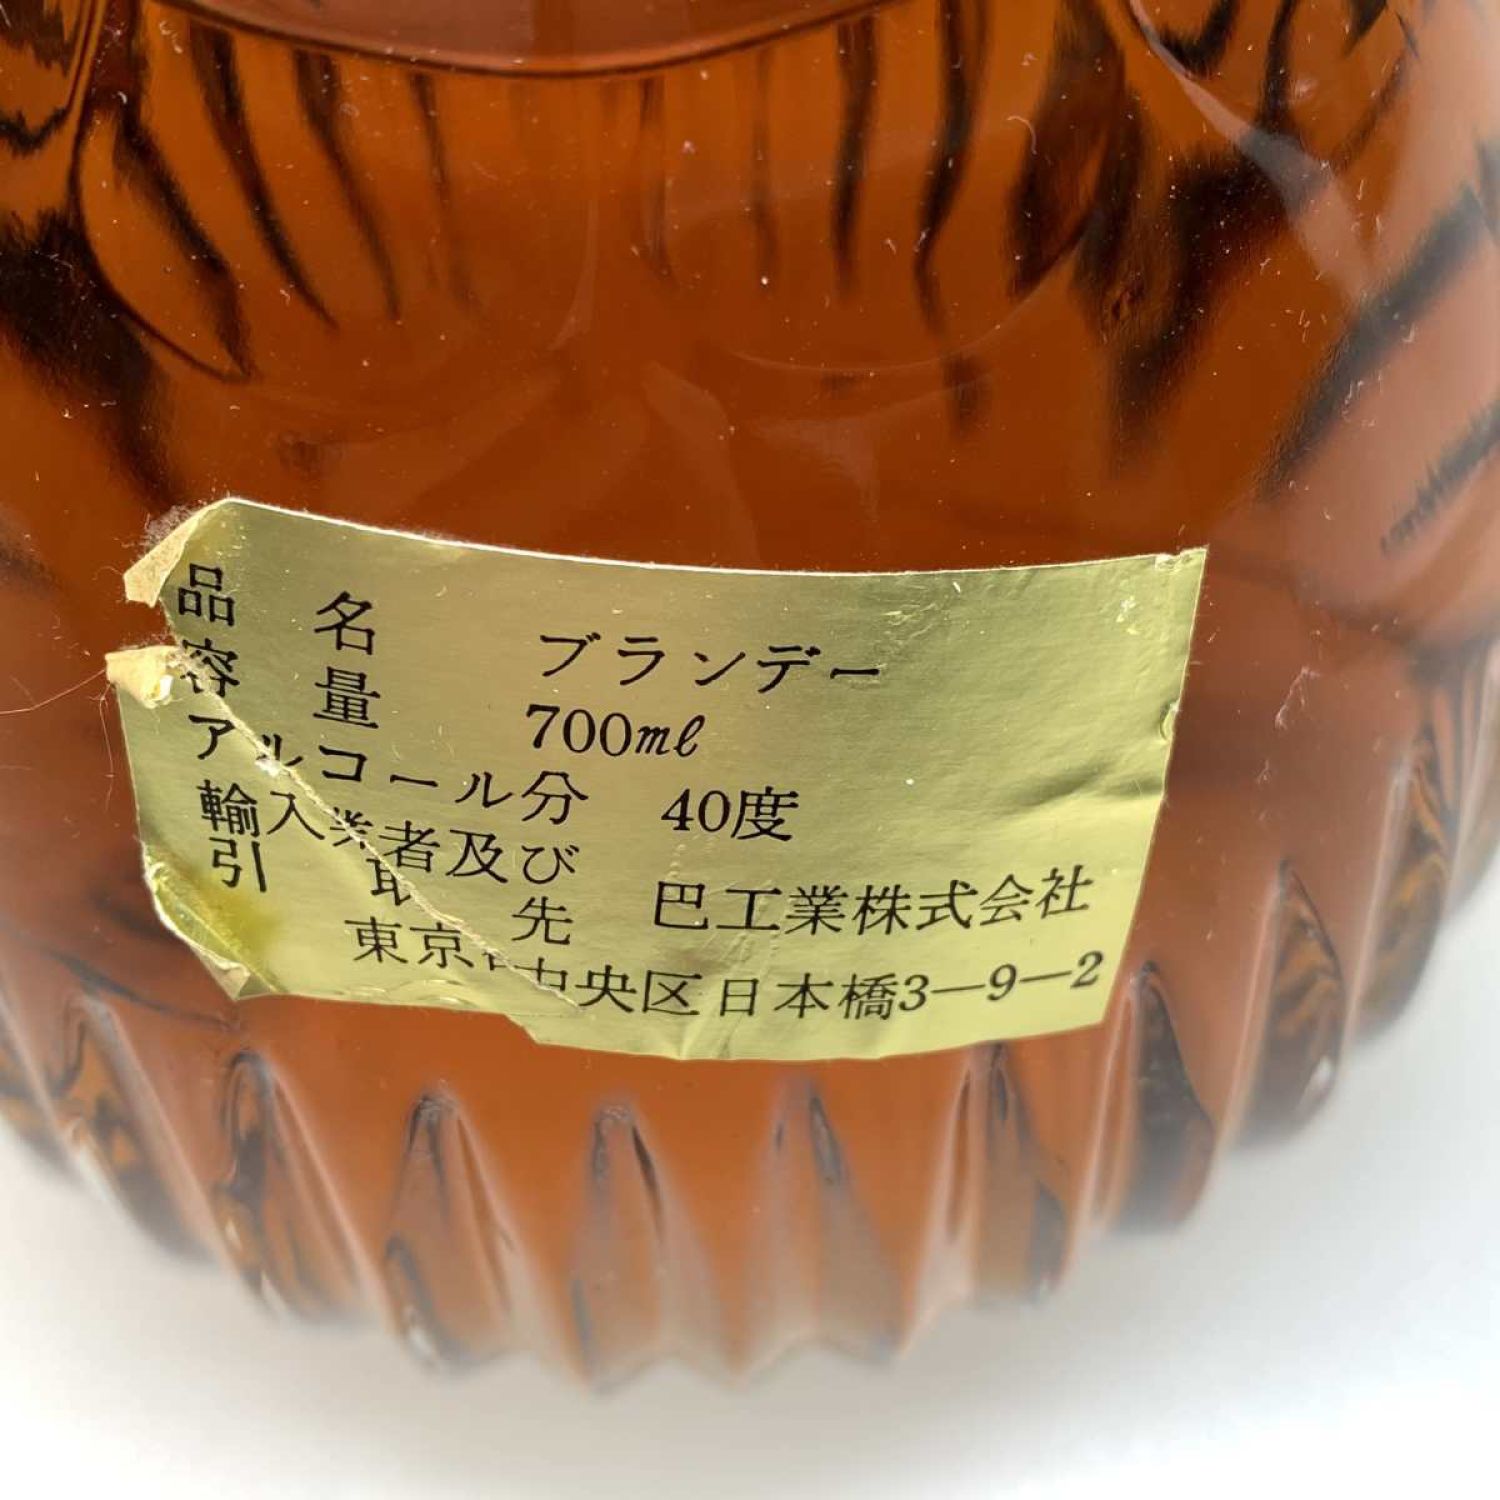 品名 ブランデー
容量 700mℓ
アルコール分 40度
輸入業者及び
引取先 巴工業株式会社
東京中央区日本橋3-9-2